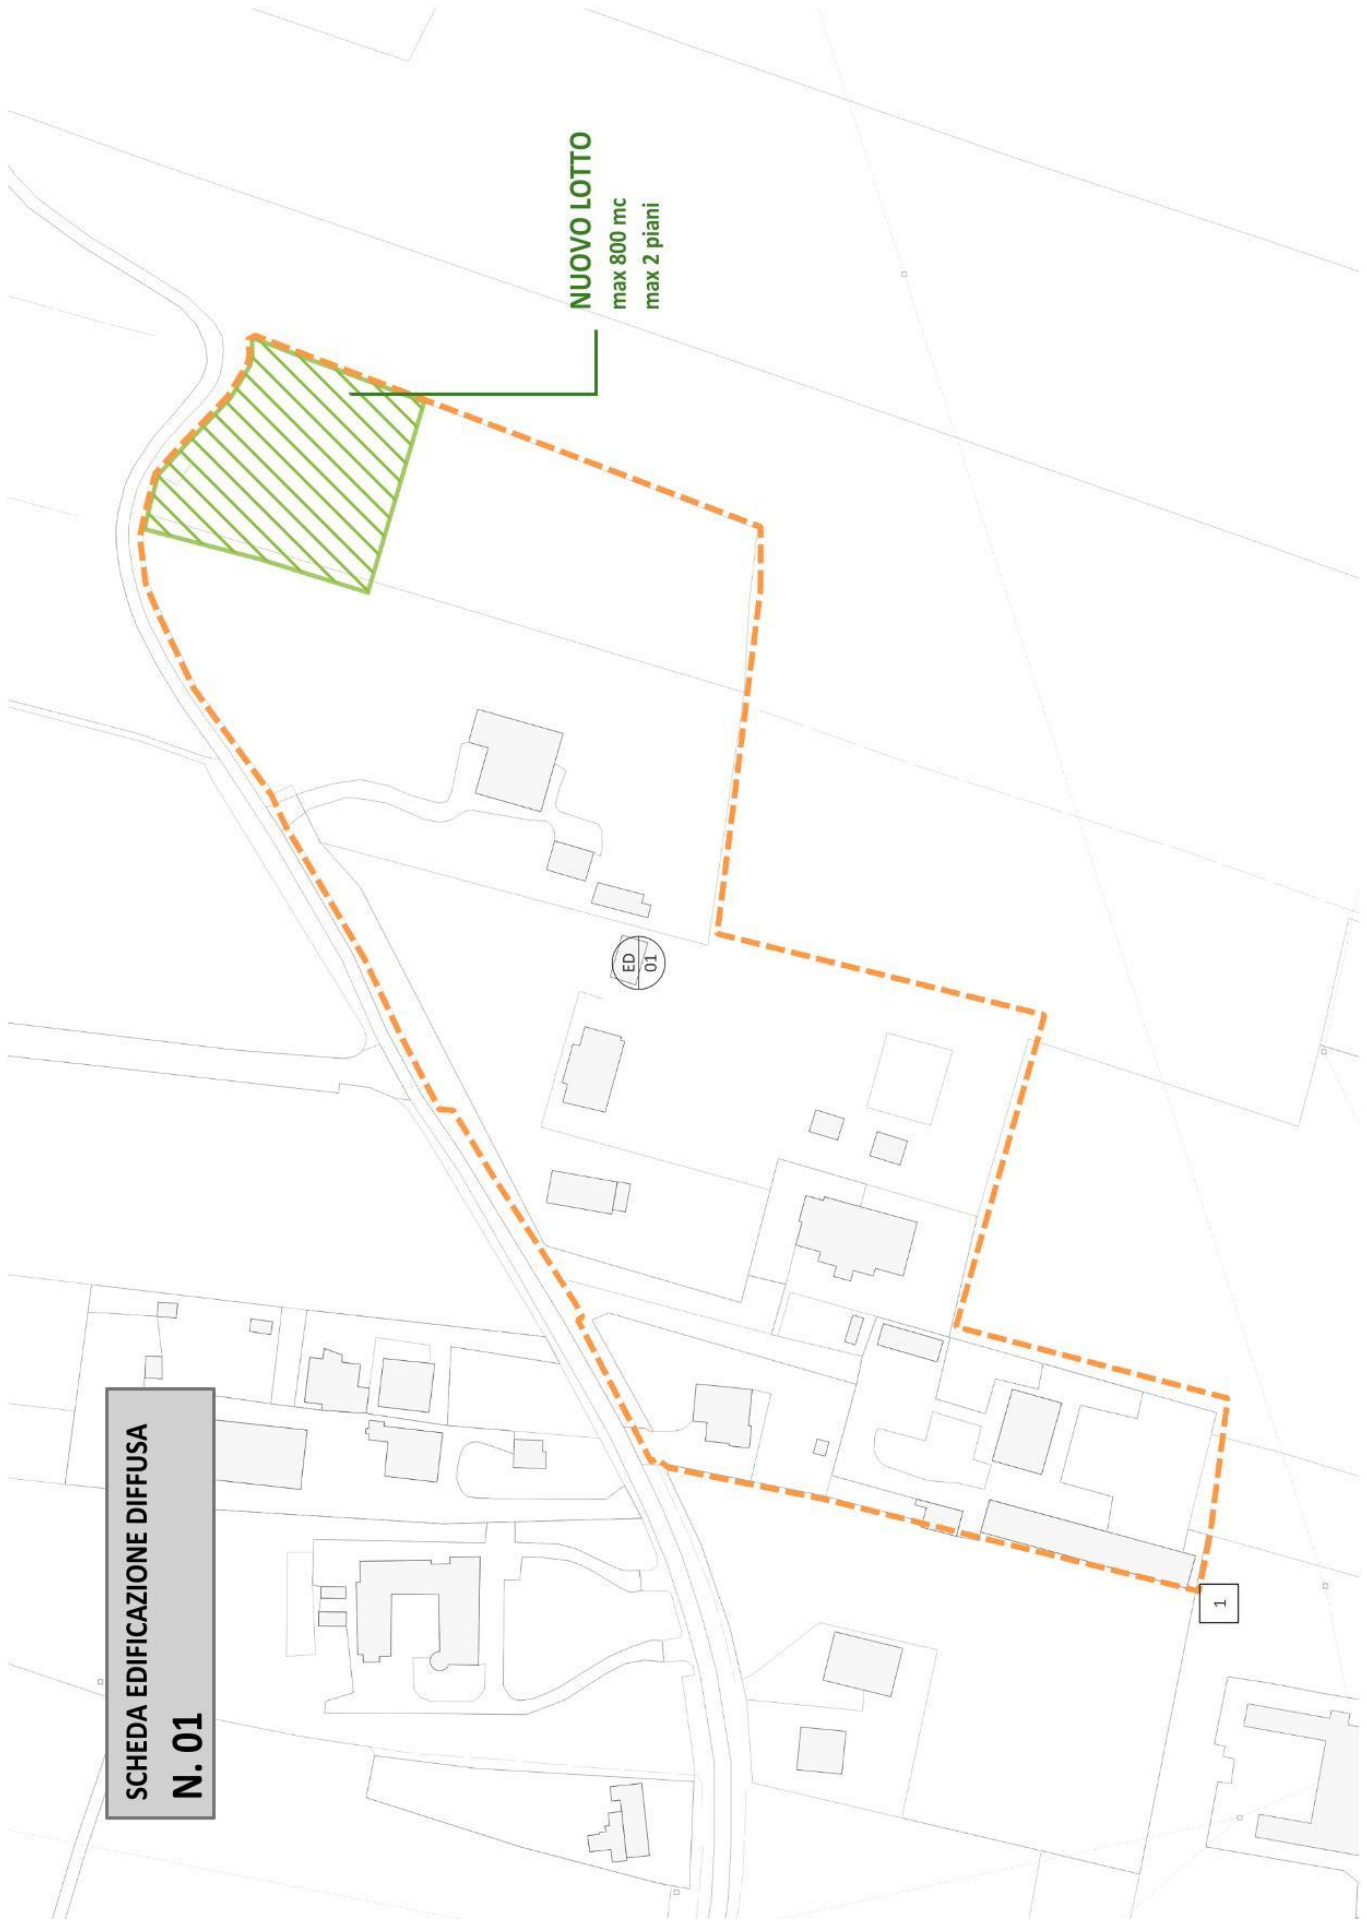 SCHEDA EDIFICAZIONE DIFFUSA
N. 01
NUOVO LOTTO
max 800 mc
max 2 piani
ED
01
1